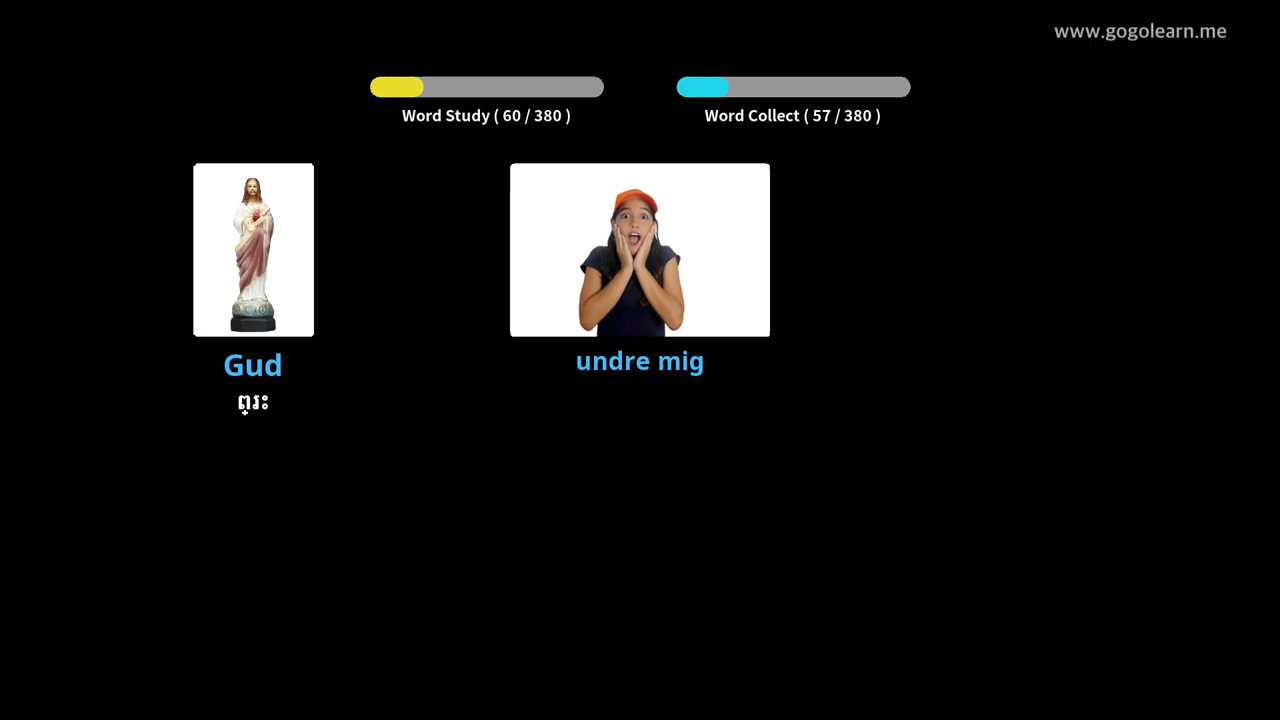 www.gogolearn.me
Word Study ( 60 / 380 )
Word Collect ( 57 / 380 )
Gud
undre mig
ព្រះ